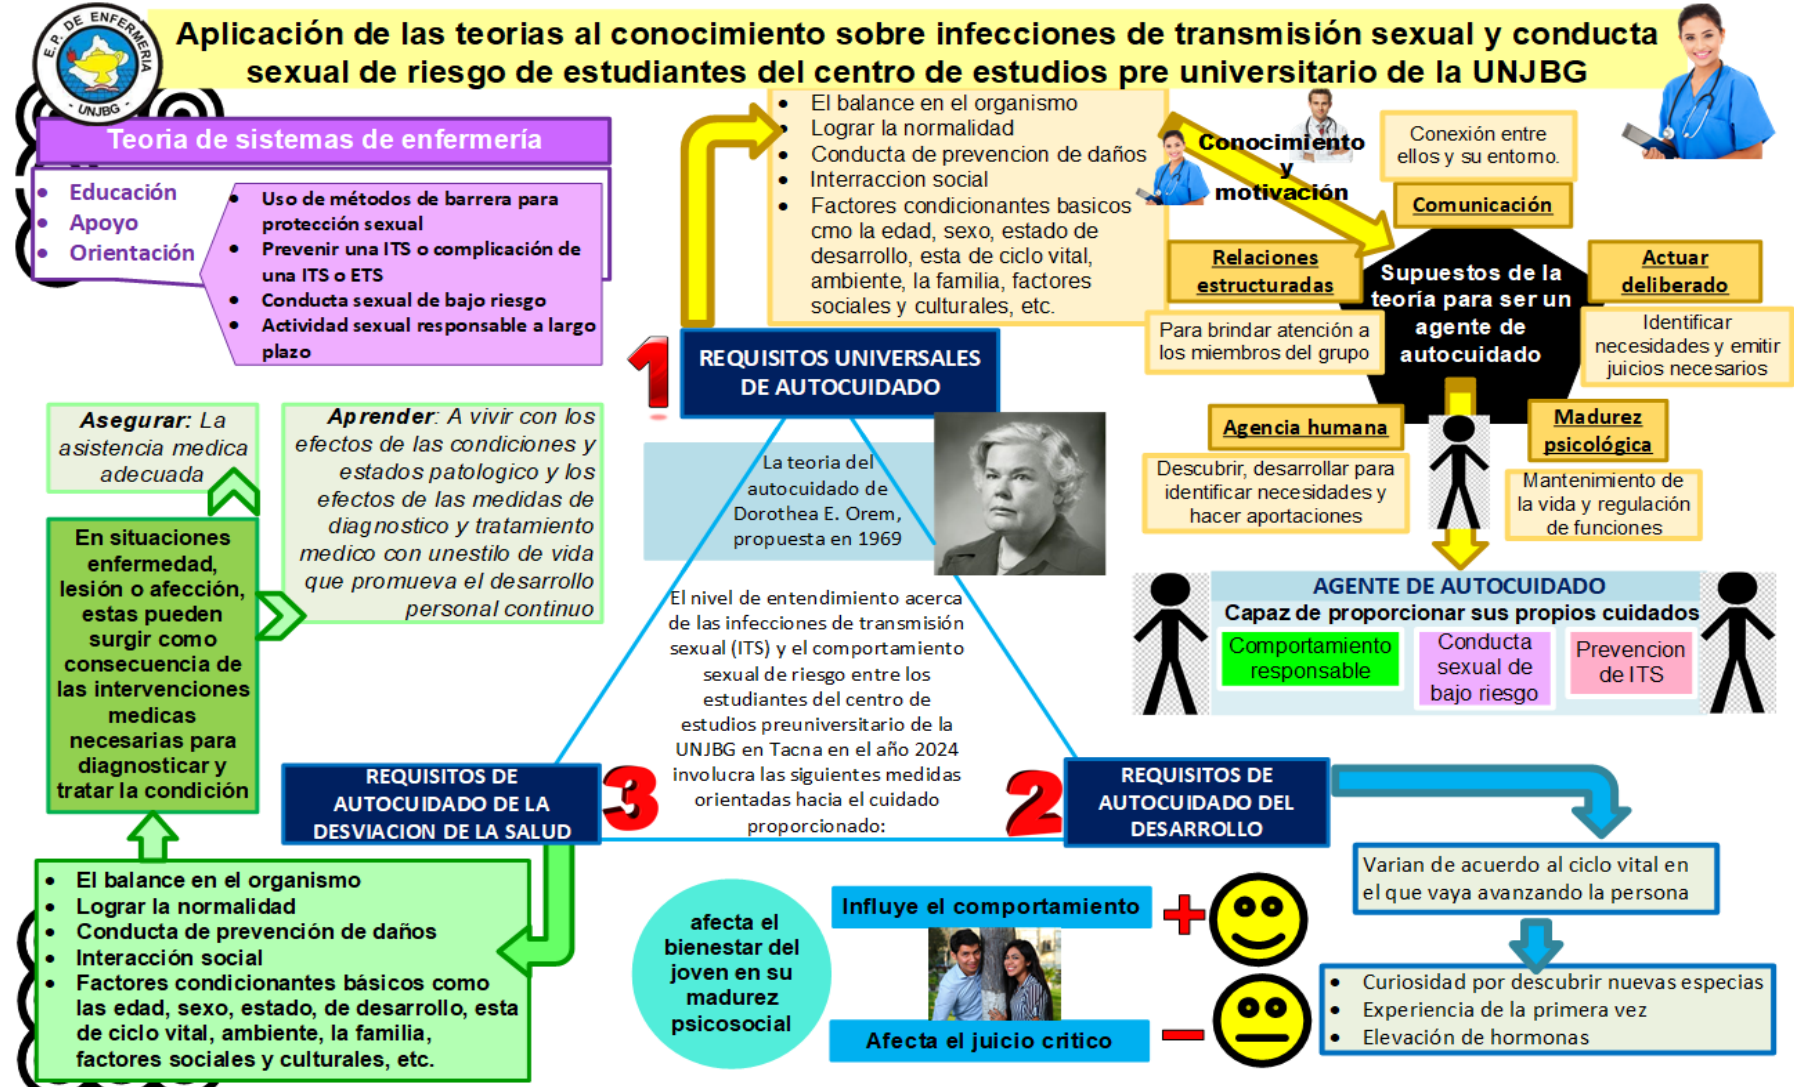 E.P. DE ENFERMERIA
- UNJBG -
Aplicación de las teorias al conocimiento sobre infecciones de transmisión sexual y conducta
sexual de riesgo de estudiantes del centro de estudios pre universitario de la UNJBG
Teoria de sistemas de enfermería
• Educación
• Apoyo
• Orientación
• Uso de métodos de barrera para
protección sexual
• Prevenir una ITS o complicación de
una ITS o ETS
• Conducta sexual de bajo riesgo
• Actividad sexual responsable a largo
plazo
• El balance en el organismo
• Lograr la normalidad
• Conducta de prevencion de daños
• Interraccion social
• Factores condicionantes basicos
cmo la edad, sexo, estado de
desarrollo, esta de ciclo vital,
ambiente, la familia, factores
sociales y culturales, etc.
Conocimiento
y
motivación
Conexión entre
ellos y su entorno.
Comunicación
Relaciones
estructuradas
Para brindar atención a
los miembros del grupo
Supuestos de la
teoría para ser un
agente de
autocuidado
Actuar
deliberado
Identificar
necesidades y emitir
juicios necesarios
Agencia humana
Descubrir, desarrollar para
identificar necesidades y
hacer aportaciones
Madurez
psicológica
Mantenimiento de
la vida y regulación
de funciones
AGENTE DE AUTOCUIDADO
Capaz de proporcionar sus propios cuidados
Comportamiento
responsable
Conducta
sexual de
bajo riesgo
Prevencion
de ITS
1
REQUISITOS UNIVERSALES
DE AUTOCUIDADO
La teoria del
autocuidado de
Dorothea E. Orem,
propuesta en 1969
El nivel de entendimiento acerca
de las infecciones de transmisión
sexual (ITS) y el comportamiento
sexual de riesgo entre los
estudiantes del centro de
estudios preuniversitario de la
UNJBG en Tacna en el año 2024
involucra las siguientes medidas
orientadas hacia el cuidado
proporcionado:
Asegurar: La
asistencia medica
adecuada
Aprender: A vivir con los
efectos de las condiciones y
estados patologico y los
efectos de las medidas de
diagnostico y tratamiento
medico con unestilo de vida
que promueva el desarrollo
personal continuo
En situaciones
enfermedad,
lesión o afección,
estas pueden
surgir como
consecuencia de
las intervenciones
medicas
necesarias para
diagnosticar y
tratar la condición
REQUISITOS DE
AUTOCUIDADO DE LA
DESVIACION DE LA SALUD
3
2
REQUISITOS DE
AUTOCUIDADO DEL
DESARROLLO
• El balance en el organismo
• Lograr la normalidad
• Conducta de prevención de daños
• Interacción social
• Factores condicionantes básicos como
las edad, sexo, estado, de desarrollo, esta
de ciclo vital, ambiente, la familia,
factores sociales y culturales, etc.
afecta el
bienestar del
joven en su
madurez
psicosocial
Influye el comportamiento
+
Afecta el juicio critico
−
Varian de acuerdo al ciclo vital en
el que vaya avanzando la persona
• Curiosidad por descubrir nuevas especias
• Experiencia de la primera vez
• Elevación de hormonas